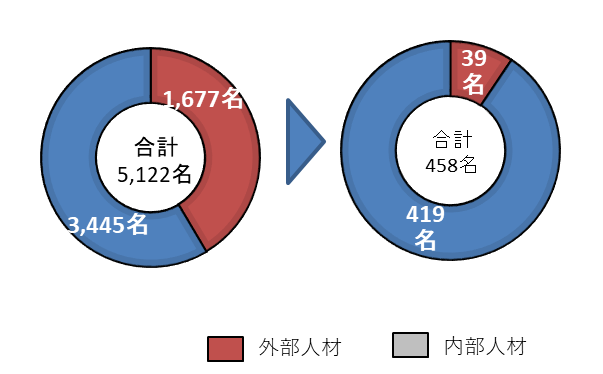 1,677名
合計
5,122名
3,445名
39
名
合計
458名
419
名
外部人材
内部人材